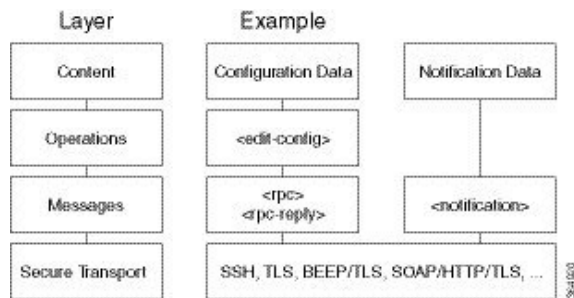 Layer Example
Content Configuration Data Notification Data
Operations <edit-config>
Messages <rpc>
<rpc-reply> <notification>
Secure Transport SSH, TLS, BEEP/TLS, SOAP/HTTP/TLS, ...